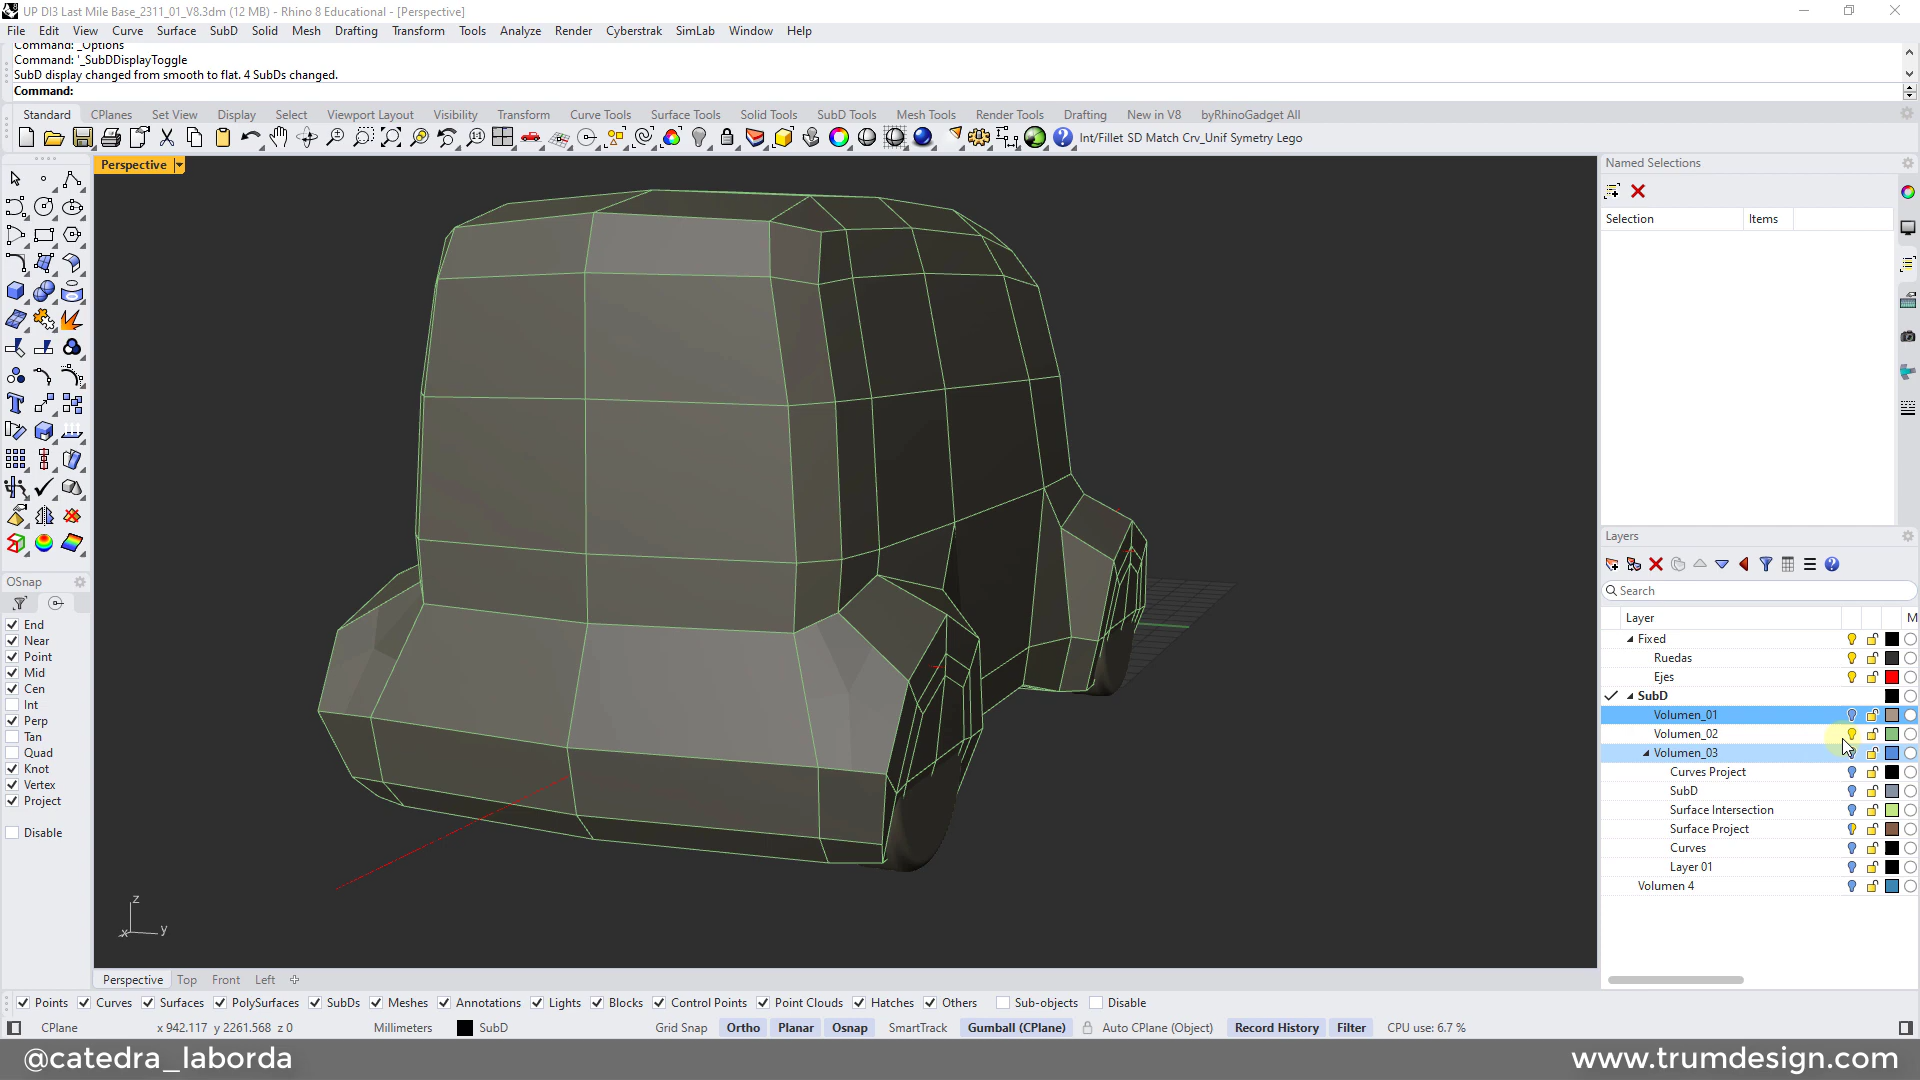 UP DI3 Last Mile Base_2311_01_V8.3dm (12 MB) - Rhino 8 Educational - [Perspective]
File Edit View Curve Surface SubD Solid Mesh Drafting Transform Tools Analyze Render Cyberstrak SimLab Window Help
Command: _Options
Command: '_SubDDisplayToggle
SubD display changed from smooth to flat. 4 SubDs changed.
Command:
Standard CPlanes Set View Display Select Viewport Layout Visibility Transform Curve Tools Surface Tools Solid Tools SubD Tools Mesh Tools Render Tools Drafting New in V8 byRhinoGadget All
Int/Fillet SD Match Crv_Unif Symetry Lego
Perspective
Named Selections
Selection Items
OSnap
End
Near
Point
Mid
Cen
Int
Perp
Tan
Quad
Knot
Vertex
Project
Disable
z
x y
Layers
Search
Layer M
Fixed
Ruedas
Ejes
SubD
Volumen_01
Volumen_02
Volumen_03
Curves Project
SubD
Surface Intersection
Surface Project
Curves
Layer 01
Volumen 4
Perspective Top Front Left
Points Curves Surfaces PolySurfaces SubDs Meshes Annotations Lights Blocks Control Points Point Clouds Hatches Others Sub-objects Disable
CPlane x 942.117 y 2261.568 z 0 Millimeters SubD Grid Snap Ortho Planar Osnap SmartTrack Gumball (CPlane) Auto CPlane (Object) Record History Filter CPU use: 6.7 %
@catedra_laborda www.trumdesign.com